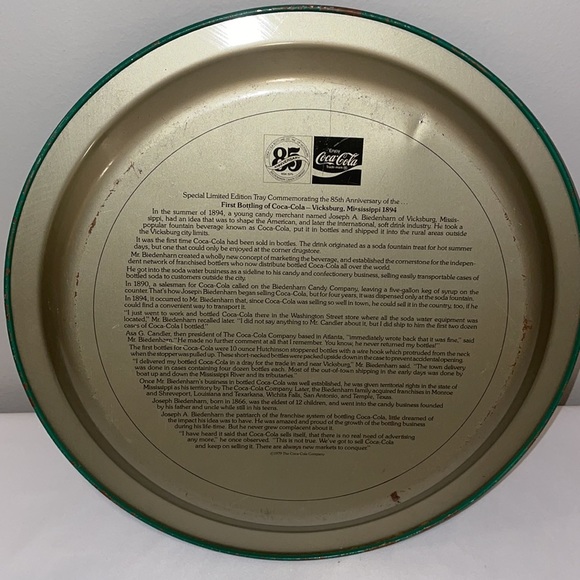 85
Enjoy
Coca-Cola
Trade-mark ®
Special Limited Edition Tray Commemorating the 85th Anniversary of the
First Bottling of Coca-Cola – Vicksburg, Mississippi 1894
In the summer of 1894, a young candy merchant named Joseph A. Biedenharn of Vicksburg, Missis-
sippi, had an idea that was to shape the American, and later the international, soft drink industry. He took a
popular fountain beverage known as Coca-Cola, put it in bottles and shipped it into the rural areas outside
the Vicksburg city limits.
It was the first time Coca-Cola had been sold in bottles. The drink originated as a soda fountain treat for hot summer
days, but one that could only be enjoyed at the corner drugstore.
Mr. Biedenharn created a wholly new concept of marketing the beverage, and established the cornerstone for the indepen-
dent network of franchised bottlers who now distribute bottled Coca-Cola all over the world.
He got into the soda water business as a sideline to his candy and confectionery business, selling easily transportable cases of
bottled soda to customers outside the city.
In 1890, a salesman for Coca-Cola called on the Biedenharn Candy Company, leaving a five-gallon keg of syrup on the
counter. That's how Joseph Biedenharn began selling Coca-Cola, but for four years, it was dispensed only at the soda fountain.
In 1894, it occurred to Mr. Biedenharn that, since Coca-Cola was selling so well in town, he could sell it in the country, too, if he
could find a convenient way to transport it.
"I just went to work and bottled Coca-Cola there in the Washington Street store where all the soda water equipment was
located," Mr. Biedenharn recalled later. "I did not say anything to Mr. Candler about it, but I did ship to him the first two dozen
cases of Coca-Cola I bottled."
Asa G. Candler, then president of The Coca-Cola Company based in Atlanta, "immediately wrote back that it was fine," said
Mr. Biedenharn. "He made no further comment at all that I remember. You know, he never returned my bottles!"
The first bottles for Coca-Cola were 10 ounce Hutchinson stoppered bottles with a wire hook which protruded from the neck
when the stopper was pulled up. These short-necked bottles were packed upside down in the case to prevent accidental opening.
"I delivered my bottled Coca-Cola in a dray for the trade in and near Vicksburg," Mr. Biedenharn said. "The town delivery
was done in cases containing four dozen bottles each. Most of the out-of-town shipping in the early days was done by
boat up and down the Mississippi River and its tributaries."
Once Mr. Biedenharn's business in bottled Coca-Cola was well established, he was given territorial rights in the state of
Mississippi as his territory by The Coca-Cola Company. Later, the Biedenharn family acquired franchises in Monroe
and Shreveport, Louisiana and Texarkana, Wichita Falls, San Antonio, and Temple, Texas.
Joseph Biedenharn, born in 1866, was the oldest of 12 children, and went into the candy business founded
by his father and uncle while still in his teens.
Joseph A. Biedenharn the patriarch of the franchise system of bottling Coca-Cola, little dreamed of
the impact his idea was to have. He was amazed and proud of the growth of the bottling business
during his life time. But he never grew complacent about it.
"I have heard it said that Coca-Cola sells itself, that there is no real need of advertising
any more," he once observed. "This is not true. We've got to sell Coca-Cola
and keep on selling it. There are always new markets to conquer."
©1979 The Coca-Cola Company